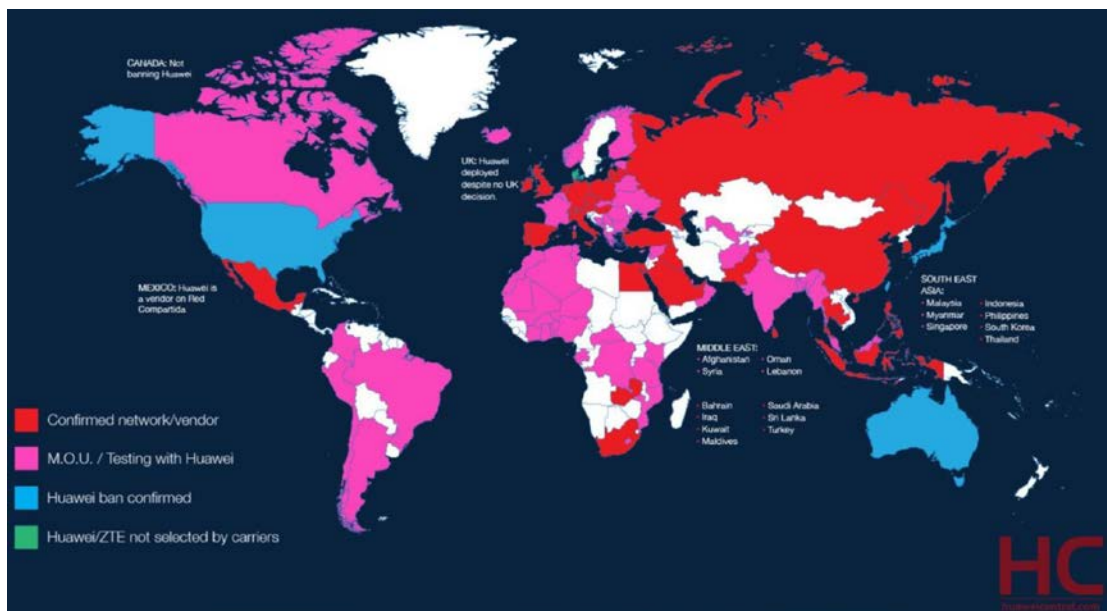 CANADA: Not
banning Huawei
UK: Huawei
deployed
despite no UK
decision.
MEXICO: Huawei is
a vendor on Red
Compartida
SOUTH EAST
ASIA:
• Malaytia • Indonesia
• Myanmar • Philippines
• Singapore • South Korea
• Thailand
MIDDLE EAST:
• Afghanistan • Oman
• Syria • Lebanon
• Bahrain • Saudi Arabia
• Iraq • Sri Lanka
• Kuwait • Turkey
• Maldives
Confirmed network/vendor
M.O.U. / Testing with Huawei
Huawei ban confirmed
Huawei/ZTE not selected by carriers
HC